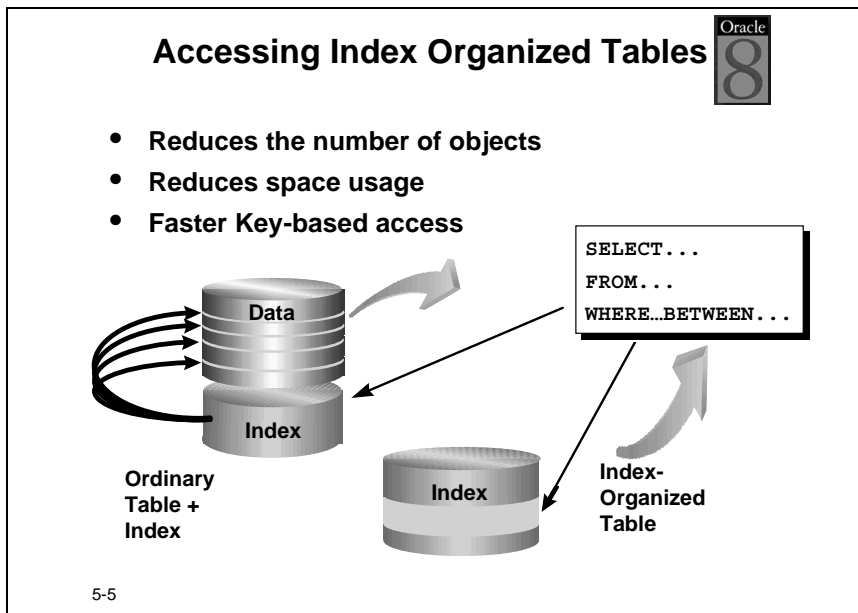 Accessing Index Organized Tables
Oracle
8
• Reduces the number of objects
• Reduces space usage
• Faster Key-based access
SELECT...
FROM...
WHERE…BETWEEN...
Data
Index
Ordinary
Table +
Index
Index
Index-
Organized
Table
5-5